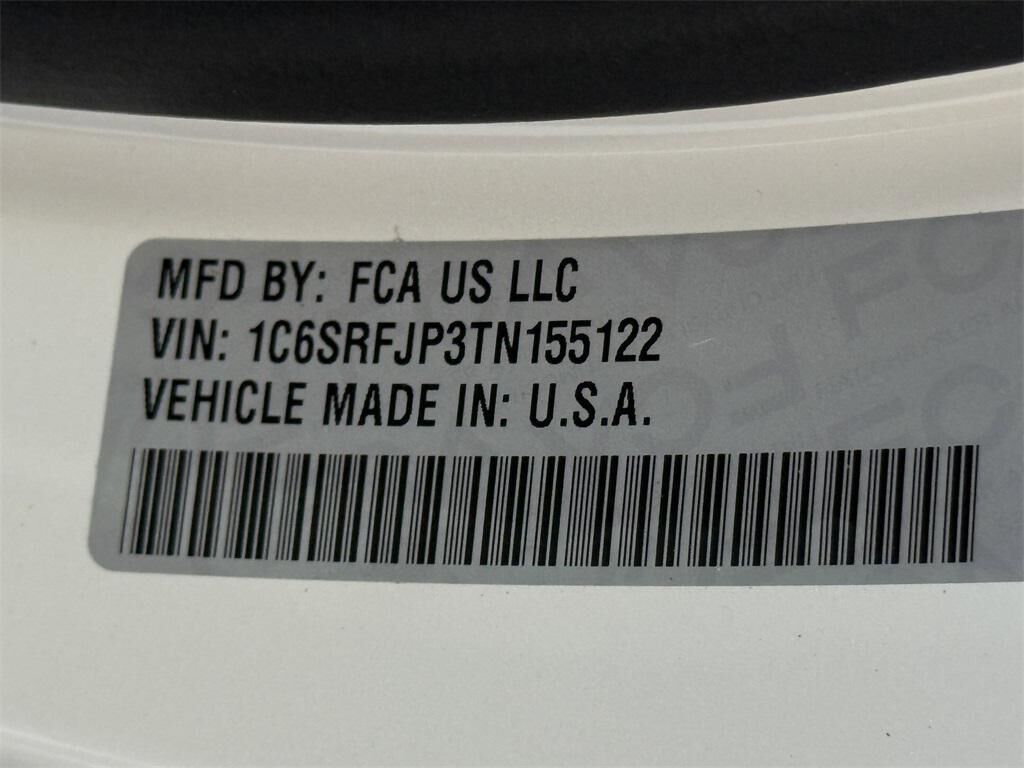 MFD BY: FCA US LLC
VIN: 1C6SRFJP3TN155122
VEHICLE MADE IN: U.S.A.